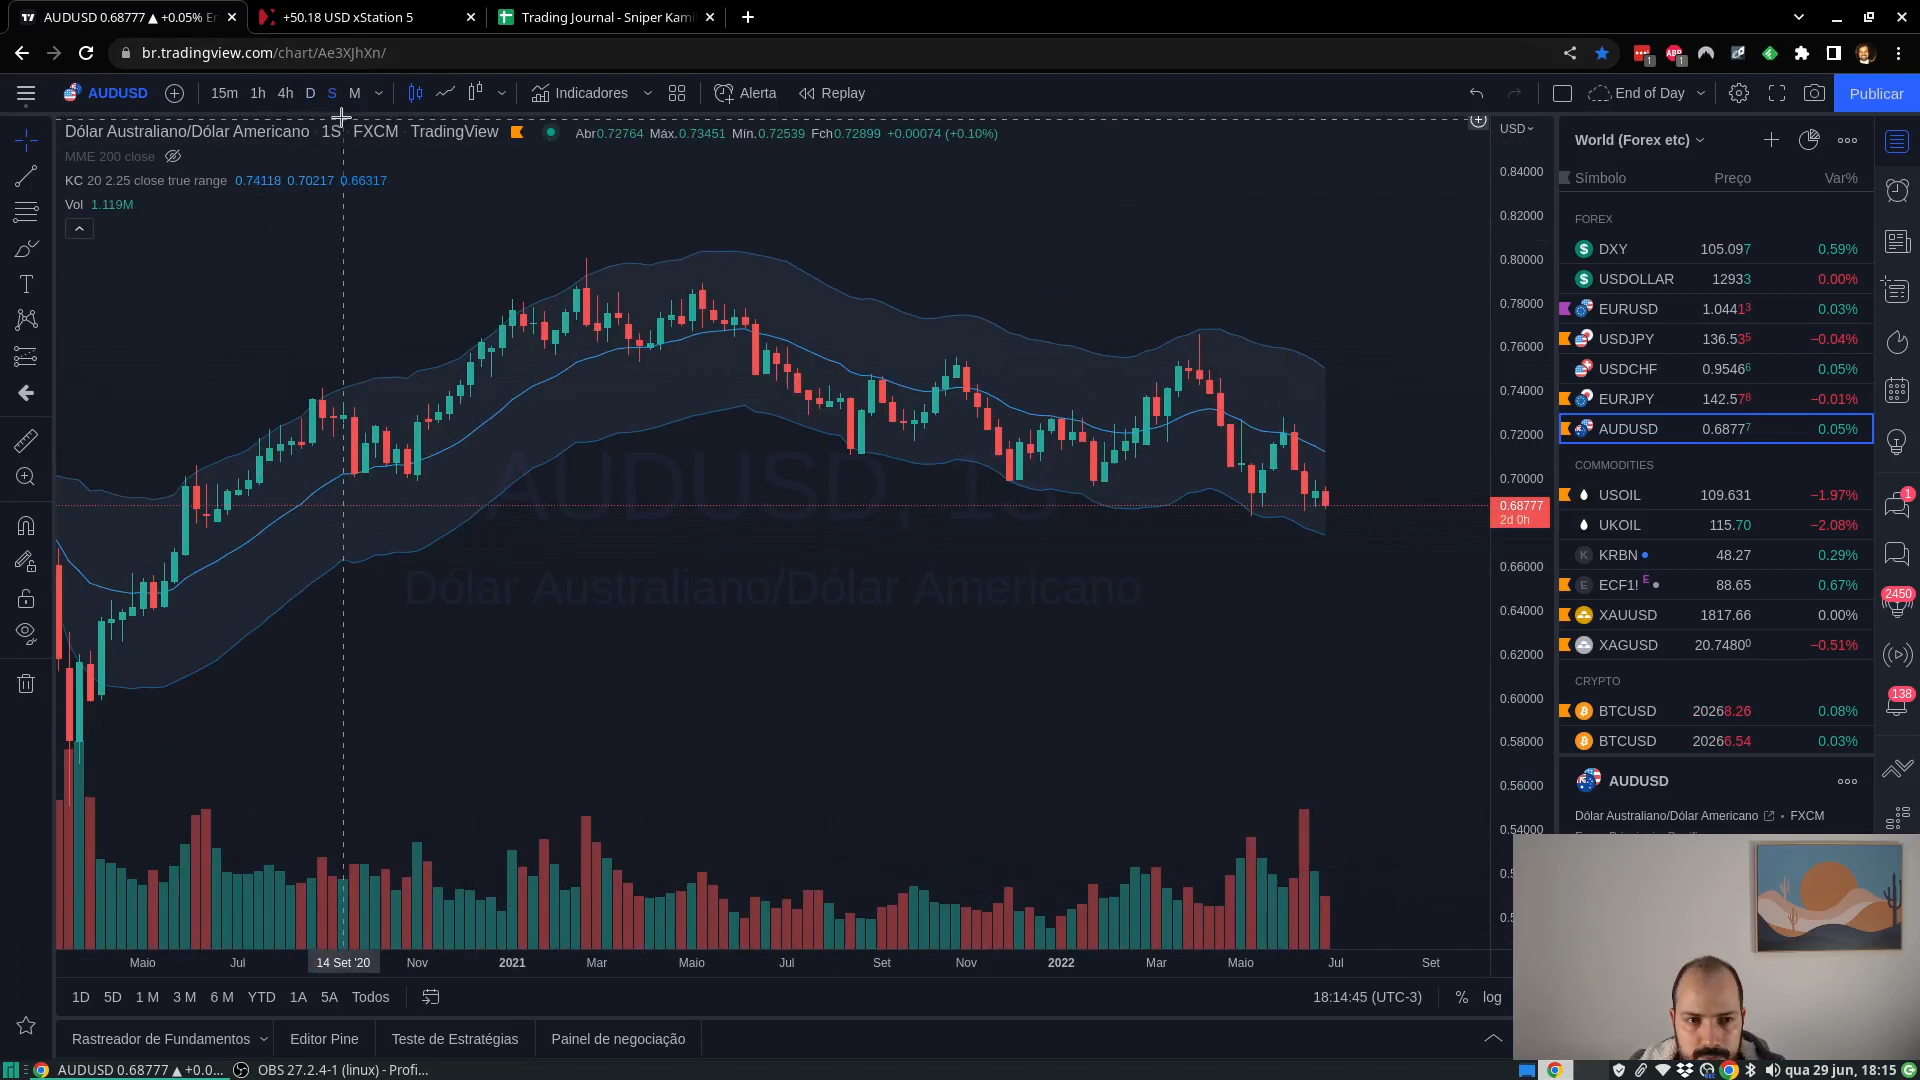 AUDUSD 0.68777 ▲ +0.05%
+50.18 USD xStation 5
Trading Journal - Sniper Kami
br.tradingview.com/chart/Ae3XJhXn/
1
1
AUDUSD
15m
1h
4h
D
S
M
Indicadores
Alerta
Replay
End of Day
Publicar
Dólar Australiano/Dólar Americano · 1S · FXCM · TradingView
Abr0.72764 Máx.0.73451 Mín.0.72539 Fch0.72899 +0.00074 (+0.10%)
MME 200 close
KC 20 2.25 close true range 0.74118 0.70217 0.66317
Vol 1.119M
AUDUSD, 1S
Dólar Australiano/Dólar Americano
USD
0.84000
0.82000
0.80000
0.78000
0.76000
0.74000
0.72000
0.70000
0.68777
2d 0h
0.66000
0.64000
0.62000
0.60000
0.58000
0.56000
0.54000
Maio
Jul
14 Set '20
Nov
2021
Mar
Maio
Jul
Set
Nov
2022
Mar
Maio
Jul
Set
1D
5D
1 M
3 M
6 M
YTD
1A
5A
Todos
18:14:45 (UTC-3)
%
log
Rastreador de Fundamentos
Editor Pine
Teste de Estratégias
Painel de negociação
World (Forex etc)
Símbolo Preço Var%
FOREX
DXY 105.097 0.59%
USDOLLAR 12933 0.00%
EURUSD 1.04413 0.03%
USDJPY 136.535 −0.04%
USDCHF 0.95466 0.05%
EURJPY 142.578 −0.01%
AUDUSD 0.68777 0.05%
COMMODITIES
USOIL 109.631 −1.97%
UKOIL 115.70 −2.08%
K KRBN 48.27 0.29%
E ECF1! E 88.65 0.67%
XAUUSD 1817.66 0.00%
XAGUSD 20.74800 −0.51%
CRYPTO
BTCUSD 20268.26 0.08%
BTCUSD 20266.54 0.03%
AUDUSD
Dólar Australiano/Dólar Americano • FXCM
1
2450
138
AUDUSD 0.68777 ▲ +0.0...
OBS 27.2.4-1 (linux) - Profi...
qua 29 jun, 18:15